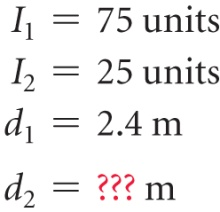 I₁ = 75 units
I₂ = 25 units
d₁ = 2.4 m
d₂ = ??? m